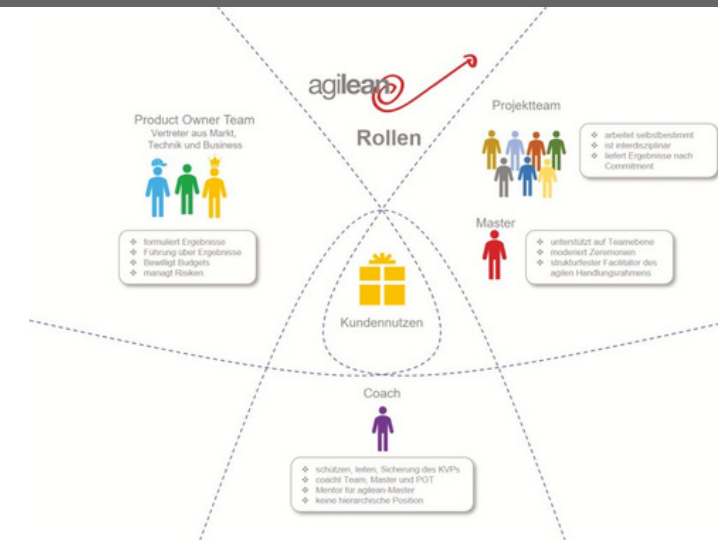 agilean
Rollen
Product Owner Team
Vertreter aus Markt,
Technik und Business
❖ formuliert Ergebnisse
❖ Führung über Ergebnisse
❖ Bewilligt Budgets
❖ managt Risiken
Projektteam
❖ arbeitet selbstbestimmt
❖ ist interdisziplinar
❖ liefert Ergebnisse nach
Commitment
Master
❖ unterstützt auf Teamebene
❖ moderiert Zeremonien
❖ strukturfester Facilitator des
agilen Handlungsrahmens
Kundennutzen
Coach
❖ schützen, leiten, Sicherung des KVPs
❖ coacht Team, Master und POT
❖ Mentor für agilean-Master
❖ keine hierarchische Position